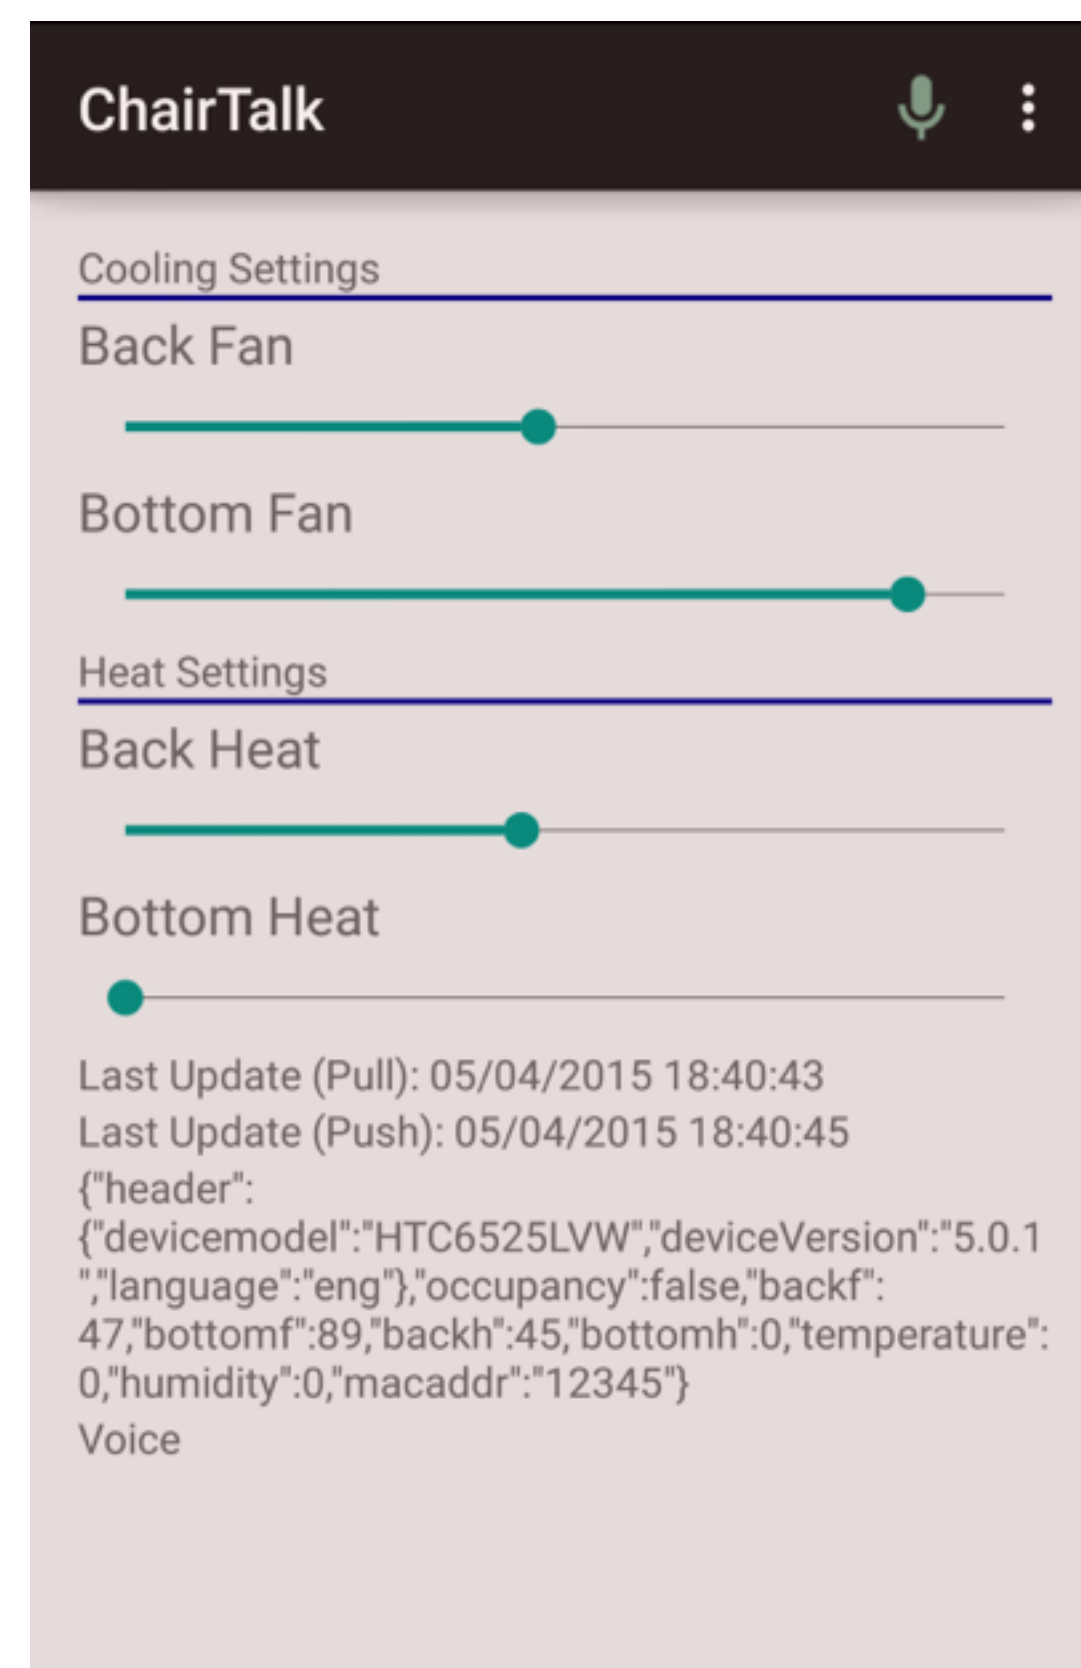 ChairTalk
Cooling Settings
Back Fan
Bottom Fan
Heat Settings
Back Heat
Bottom Heat
Last Update (Pull): 05/04/2015 18:40:43
Last Update (Push): 05/04/2015 18:40:45
{"header":
{"devicemodel":"HTC6525LVW","deviceVersion":"5.0.1
","language":"eng"},"occupancy":false,"backf":
47,"bottomf":89,"backh":45,"bottomh":0,"temperature":
0,"humidity":0,"macaddr":"12345"}
Voice